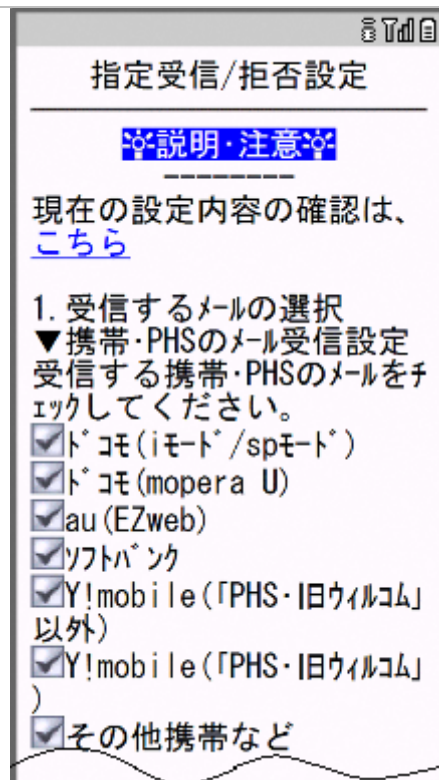 指定受信/拒否設定
説明･注意
--------
現在の設定内容の確認は、
こちら
1.受信するﾒｰﾙの選択
▼携帯･PHSのﾒｰﾙ受信設定
受信する携帯･PHSのﾒｰﾙをﾁ
ｪｯｸしてください。
ﾄﾞｺﾓ(iﾓｰﾄﾞ/spﾓｰﾄﾞ)
ﾄﾞｺﾓ(mopera U)
au(EZweb)
ｿﾌﾄﾊﾞﾝｸ
Y!mobile(｢PHS･旧ｳｨﾙｺﾑ｣
以外)
Y!mobile(｢PHS･旧ｳｨﾙｺﾑ｣
)
その他携帯など